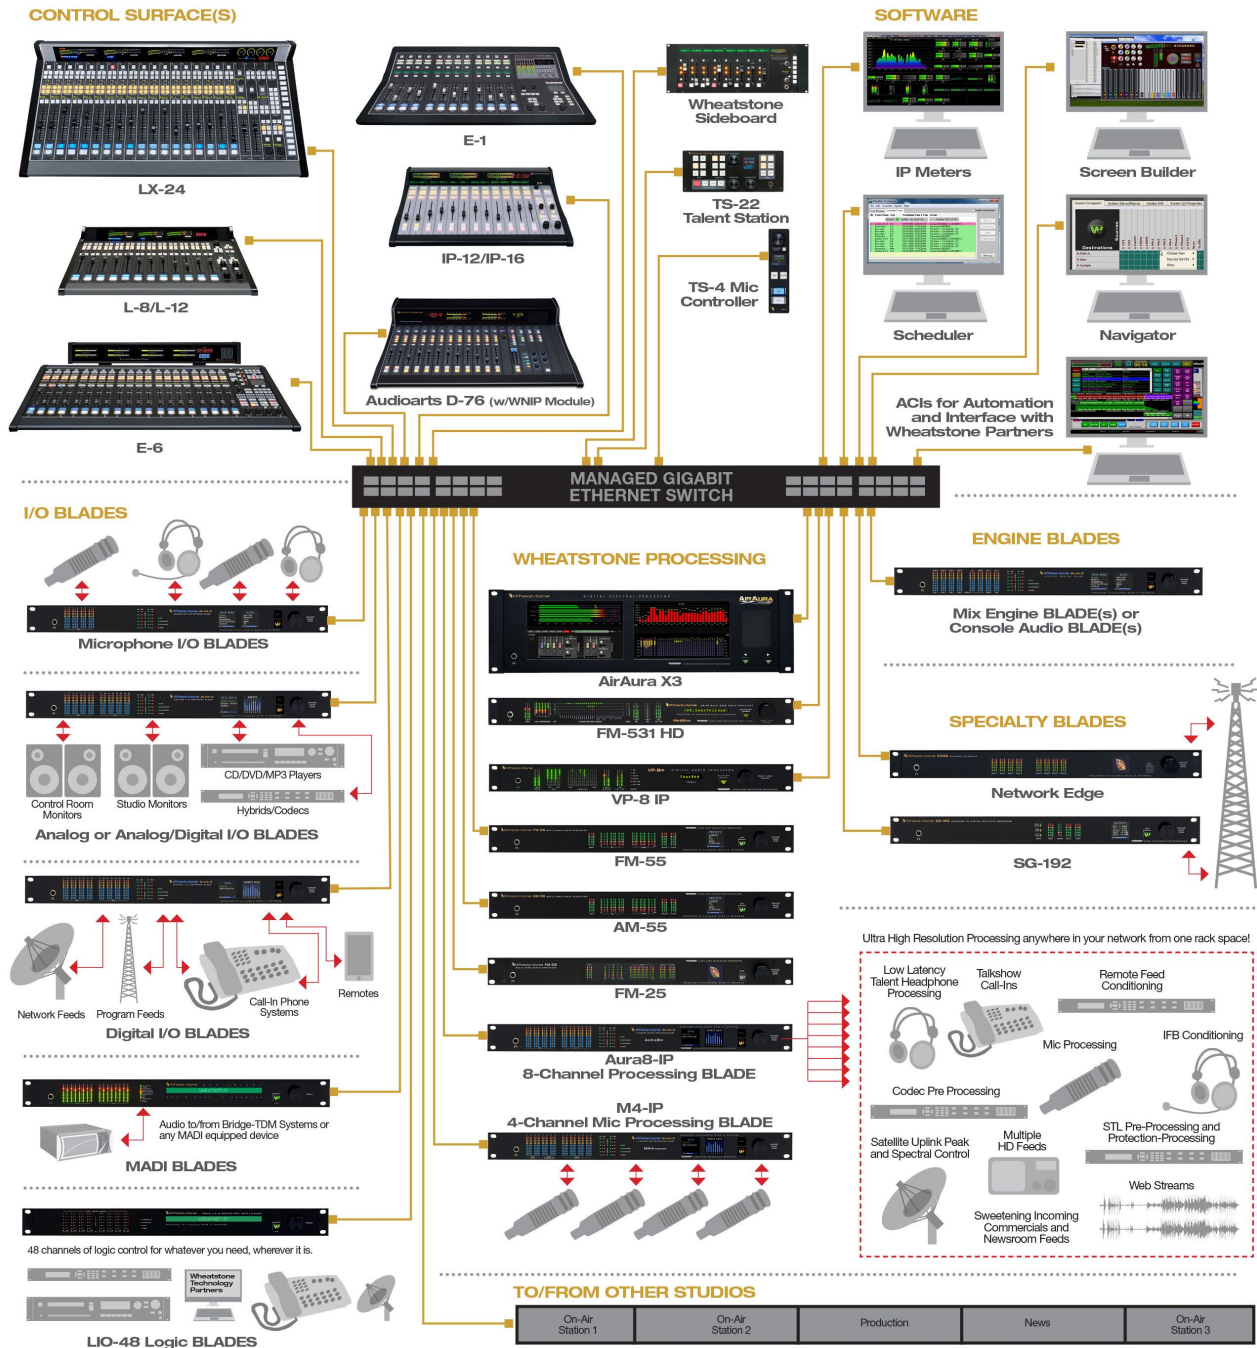 CONTROL SURFACE(S)
SOFTWARE
LX-24
E-1
Wheatstone
Sideboard
IP Meters
Screen Builder
L-8/L-12
IP-12/IP-16
TS-22
Talent Station
TS-4 Mic
Controller
Scheduler
Navigator
System Crosspoint
Sources
Destinations
E-6
Audioarts D-76 (w/WNIP Module)
ACIs for Automation
and Interface with
Wheatstone Partners
MANAGED GIGABIT
ETHERNET SWITCH
I/O BLADES
Microphone I/O BLADES
Control Room
Monitors
Studio Monitors
CD/DVD/MP3 Players
Hybrids/Codecs
Analog or Analog/Digital I/O BLADES
Network Feeds
Program Feeds
Call-In Phone
Systems
Remotes
Digital I/O BLADES
Audio to/from Bridge-TDM Systems or
any MADI equipped device
MADI BLADES
48 channels of logic control for whatever you need, wherever it is.
Wheatstone
Technology
Partners
LIO-48 Logic BLADES
WHEATSTONE PROCESSING
Wheatstone
DIGITAL SPECTRAL PROCESSOR
AIRAURA
AirAura X3
FM-531 HD
VP-8 IP
FM-55
AM-55
FM-25
Aura8-IP
8-Channel Processing BLADE
M4-IP
4-Channel Mic Processing BLADE
ENGINE BLADES
Mix Engine BLADE(s) or
Console Audio BLADE(s)
SPECIALTY BLADES
Network Edge
SG-192
Ultra High Resolution Processing anywhere in your network from one rack space!
Low Latency
Talent Headphone
Processing
Talkshow
Call-Ins
Remote Feed
Conditioning
Mic Processing
IFB Conditioning
Codec Pre Processing
Satellite Uplink Peak
and Spectral Control
Multiple
HD Feeds
STL Pre-Processing and
Protection-Processing
Web Streams
Sweetening Incoming
Commercials and
Newsroom Feeds
TO/FROM OTHER STUDIOS
On-Air
Station 1
On-Air
Station 2
Production
News
On-Air
Station 3